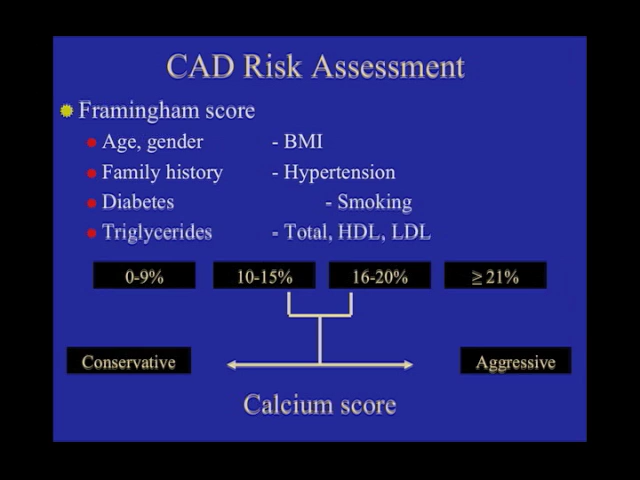 CAD Risk Assessment
Framingham score
Age, gender - BMI
Family history - Hypertension
Diabetes - Smoking
Triglycerides - Total, HDL, LDL
0-9% 10-15% 16-20% ≥ 21%
Conservative Aggressive
Calcium score